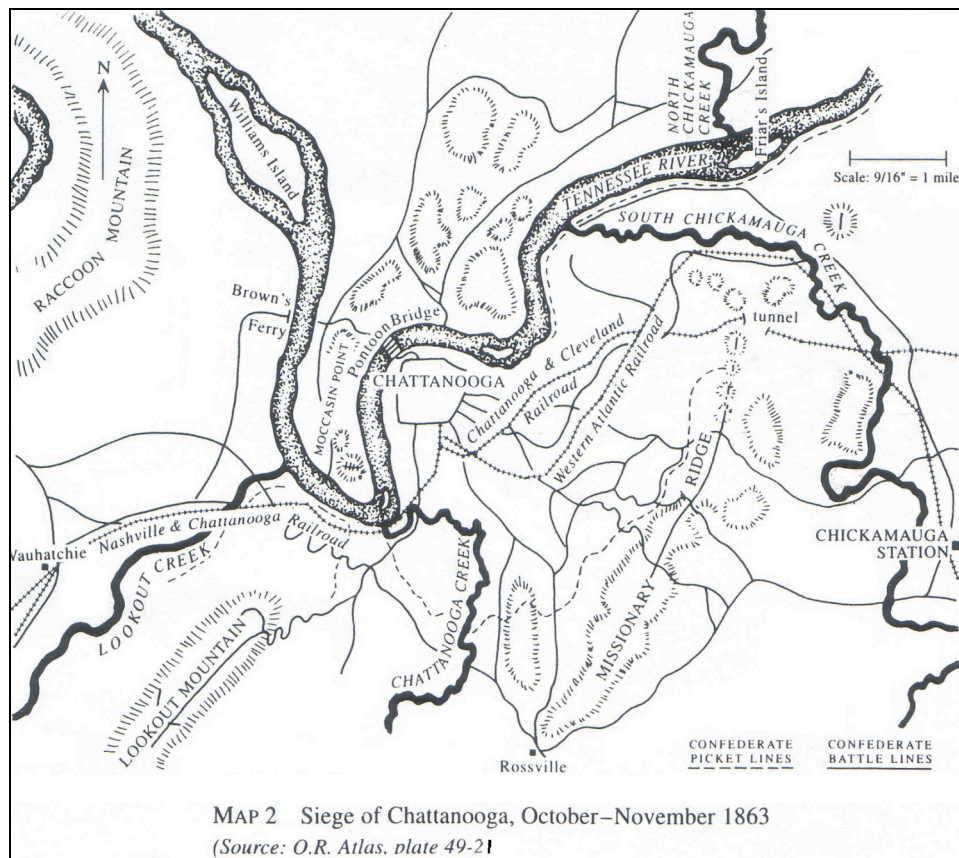 N
RACCOON MOUNTAIN
Williams Island
NORTH
CHICKAMAUGA
CREEK
Friar's Island
TENNESSEE RIVER
Scale: 9/16" = 1 mile
SOUTH CHICKAMAUGA CREEK
Brown's
Ferry
MOCCASIN POINT
Pontoon Bridge
CHATTANOOGA
Chattanooga & Cleveland
Railroad
Western Atlantic Railroad
tunnel
MISSIONARY RIDGE
CHICKAMAUGA
STATION
Nashville & Chattanooga Railroad
Wauhatchie
LOOKOUT CREEK
LOOKOUT MOUNTAIN
CHATTANOOGA CREEK
Rossville
CONFEDERATE
PICKET LINES
CONFEDERATE
BATTLE LINES
MAP 2 Siege of Chattanooga, October–November 1863
(Source: O.R. Atlas, plate 49-2